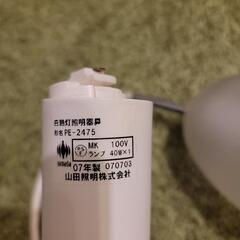 白熱灯照明器具
形名 PE-2475
MK 100V
ランプ 40W×1
07年製 070703
山田照明株式会社